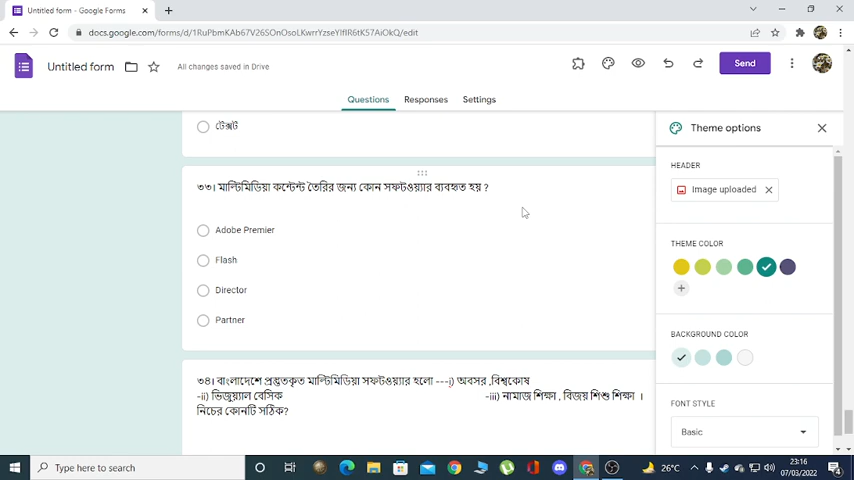 Untitled form - Google Forms
docs.google.com/forms/d/1RuPbmKAb67V26SOnOsoLKwrrYzseYIfIR6tK57AiOkQ/edit
Untitled form
All changes saved in Drive
Send
Questions
Responses
Settings
টেক্সট
৩৩। মাল্টিমিডিয়া কন্টেন্ট তৈরির জন্য কোন সফটওয়্যার ব্যবহৃত হয় ?
Adobe Premier
Flash
Director
Partner
৩৪। বাংলাদেশে প্রস্তুতকৃত মাল্টিমিডিয়া সফটওয়্যার হলো ---i) অবসর ,বিশ্বকোষ
-ii) ভিজুয়্যাল বেসিক -iii) নামাজ শিক্ষা , বিজয় শিশু শিক্ষা ।
নিচের কোনটি সঠিক?
Theme options
HEADER
Image uploaded
THEME COLOR
BACKGROUND COLOR
FONT STYLE
Basic
Type here to search
26°C
23:16
07/03/2022
4